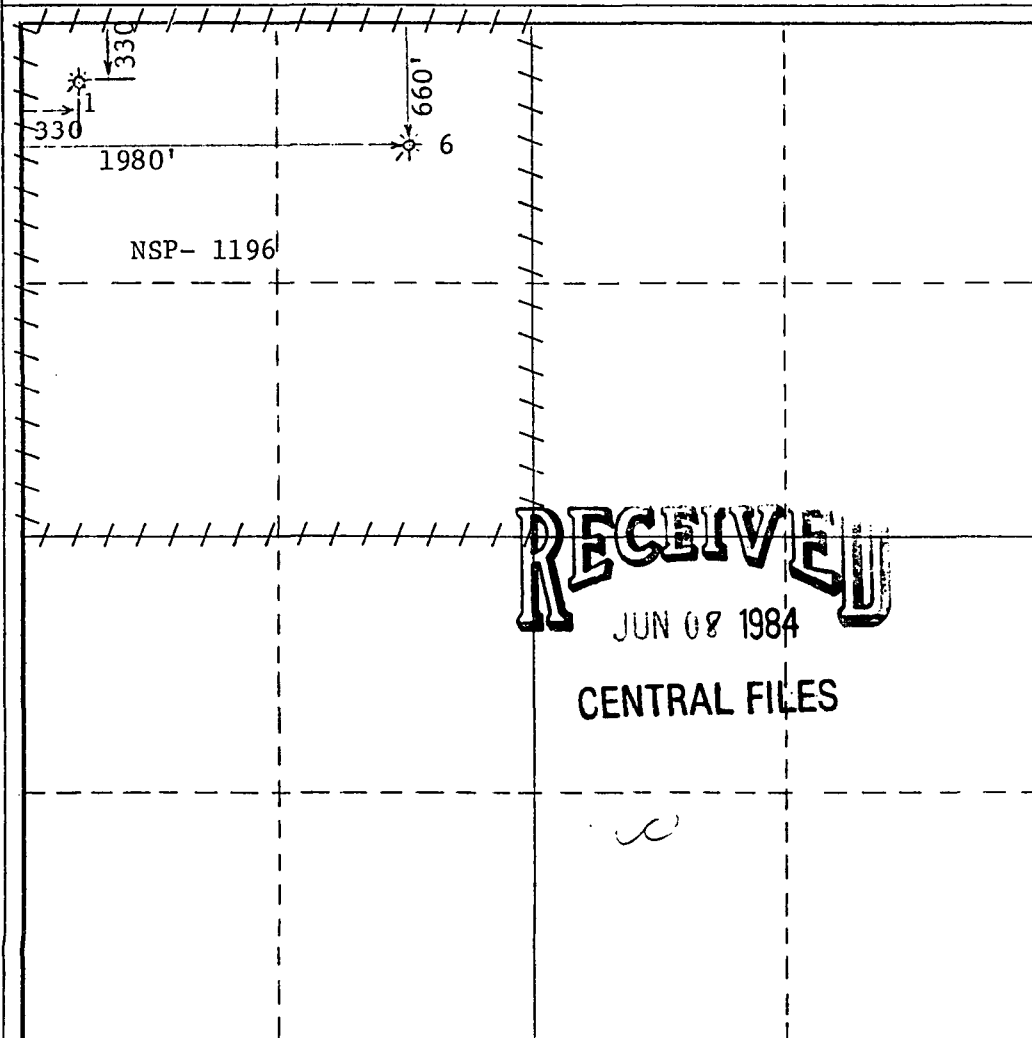 330
660'
1
330
1980'
6
NSP- 1196
RECEIVED
JUN 08 1984
CENTRAL FILES